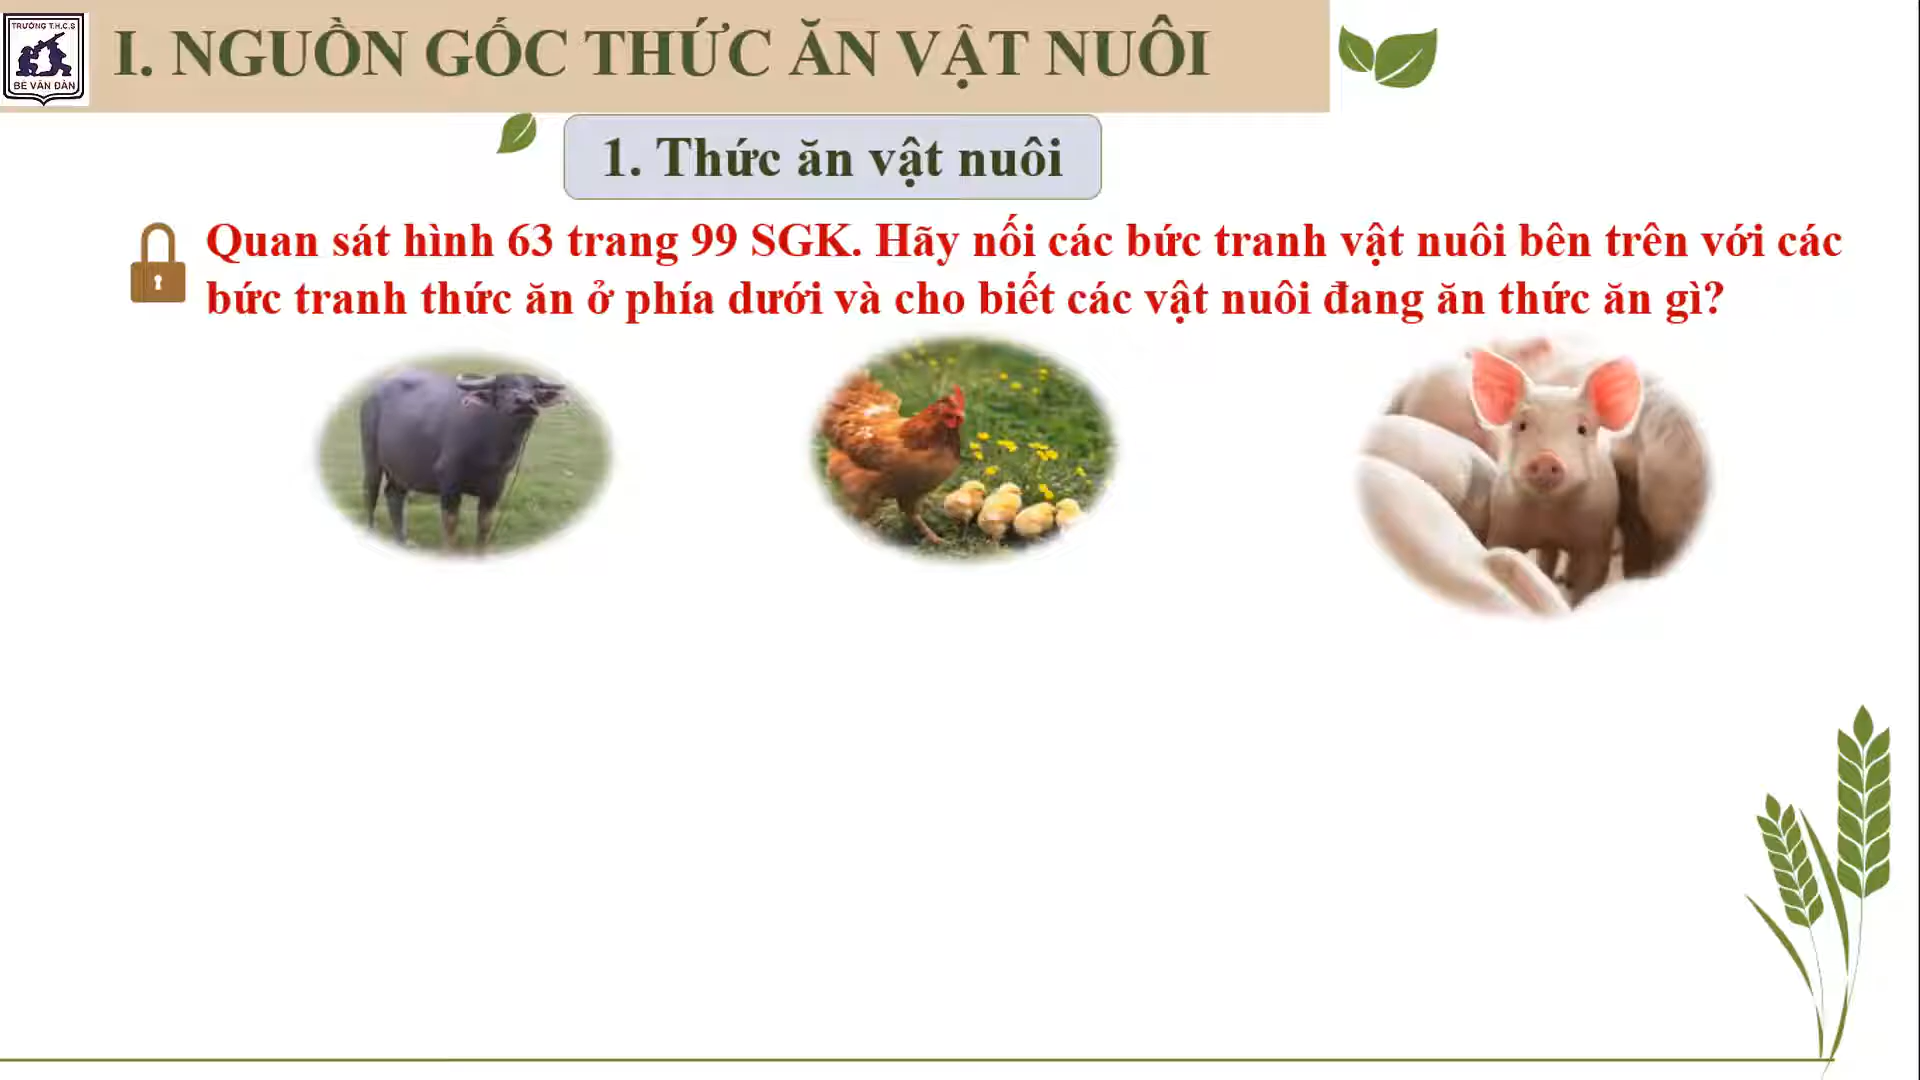 TRƯỜNG T.H.C.S
BẾ VĂN ĐÀN
I. NGUỒN GỐC THỨC ĂN VẬT NUÔI
1. Thức ăn vật nuôi
Quan sát hình 63 trang 99 SGK. Hãy nối các bức tranh vật nuôi bên trên với các
bức tranh thức ăn ở phía dưới và cho biết các vật nuôi đang ăn thức ăn gì?